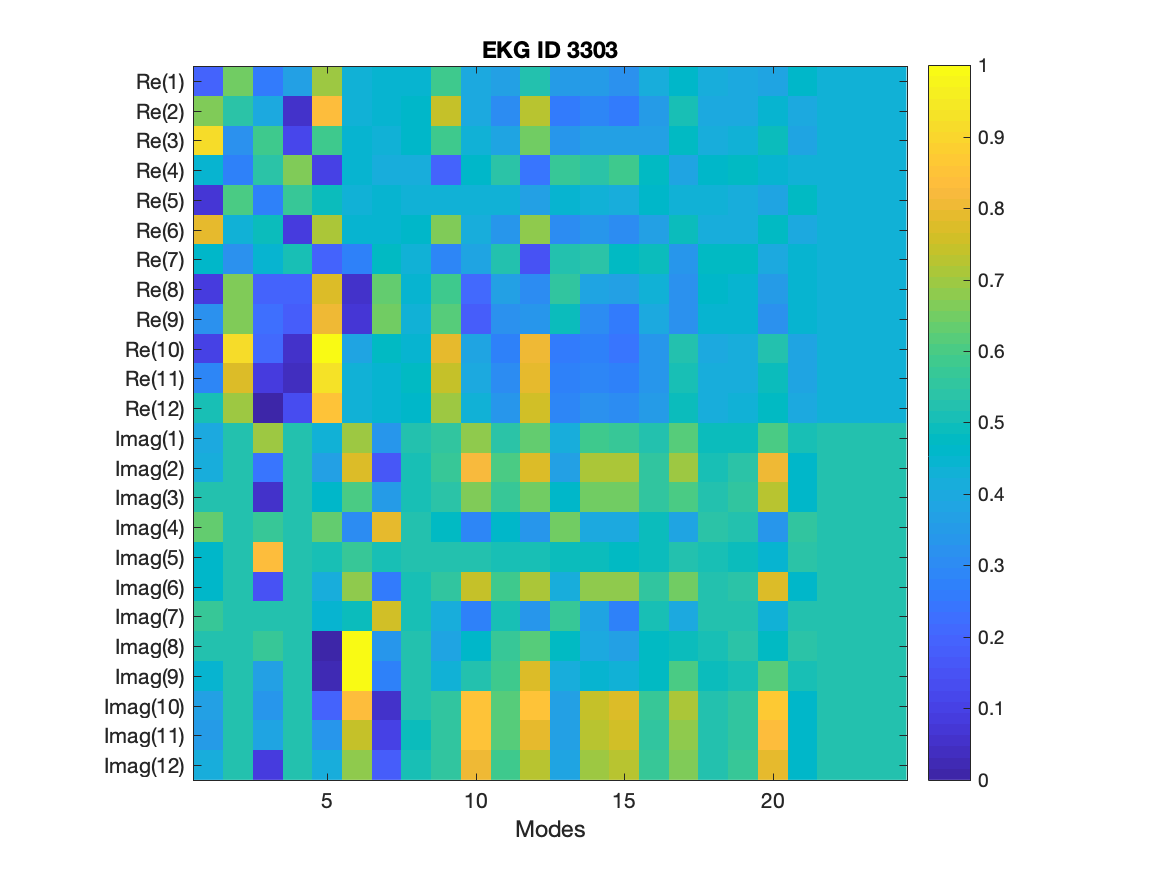 EKG ID 3303
Re(1)
Re(2)
Re(3)
Re(4)
Re(5)
Re(6)
Re(7)
Re(8)
Re(9)
Re(10)
Re(11)
Re(12)
Imag(1)
Imag(2)
Imag(3)
Imag(4)
Imag(5)
Imag(6)
Imag(7)
Imag(8)
Imag(9)
Imag(10)
Imag(11)
Imag(12)
5 10 15 20
Modes
1
0.9
0.8
0.7
0.6
0.5
0.4
0.3
0.2
0.1
0